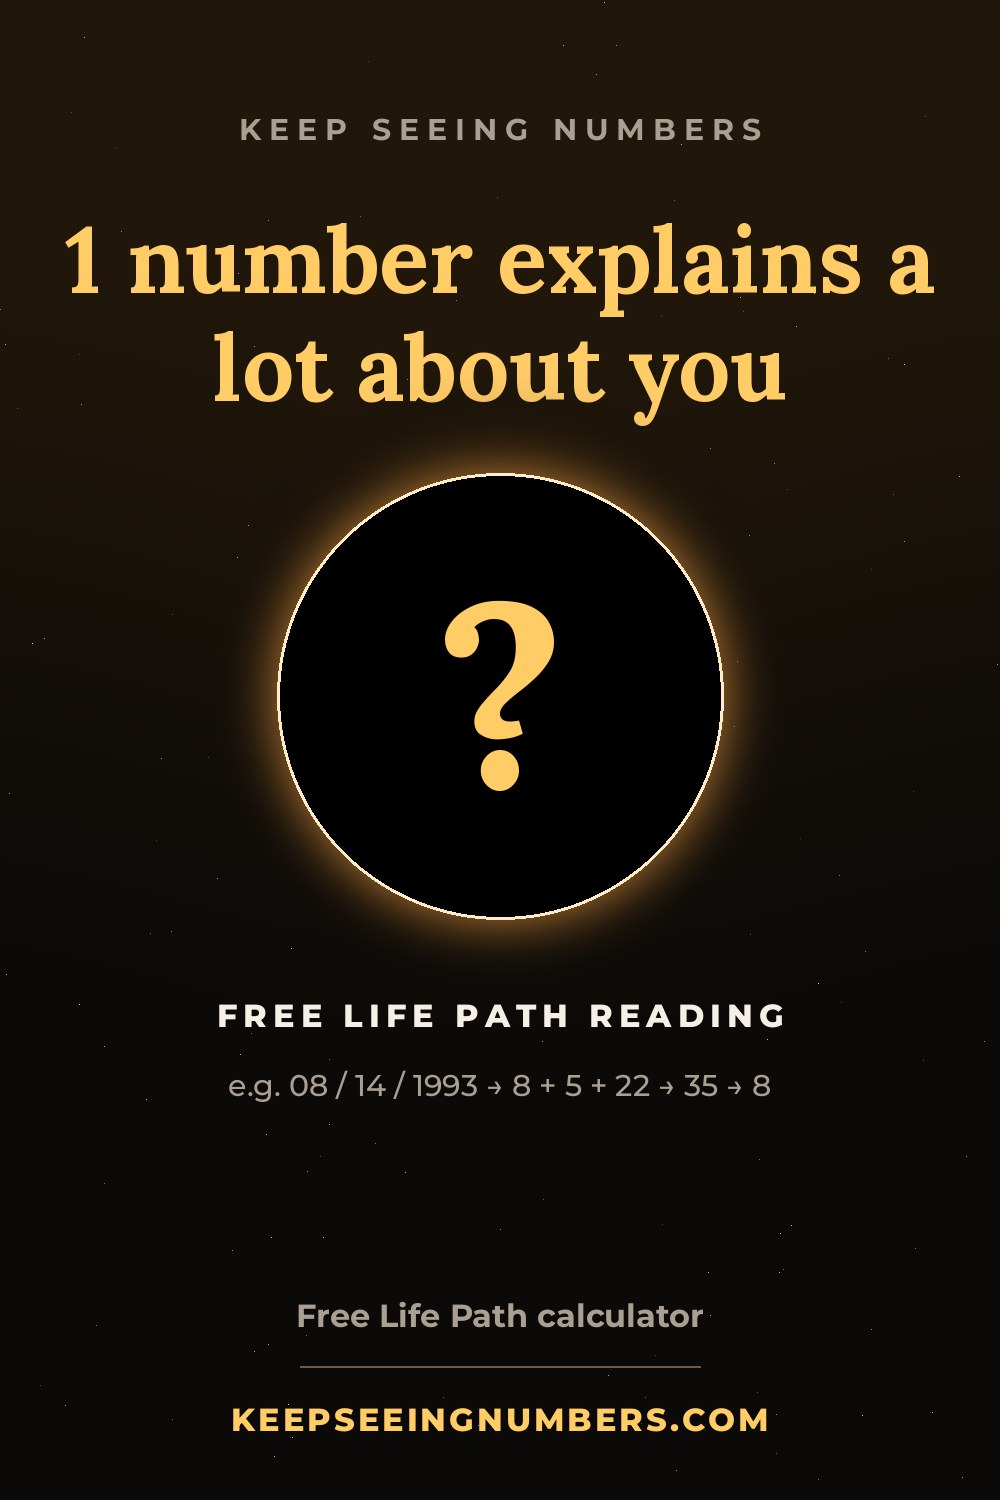 KEEP SEEING NUMBERS
1 number explains a
lot about you
?
FREE LIFE PATH READING
e.g. 08 / 14 / 1993 → 8 + 5 + 22 → 35 → 8
Free Life Path calculator
KEEPSEEINGNUMBERS.COM